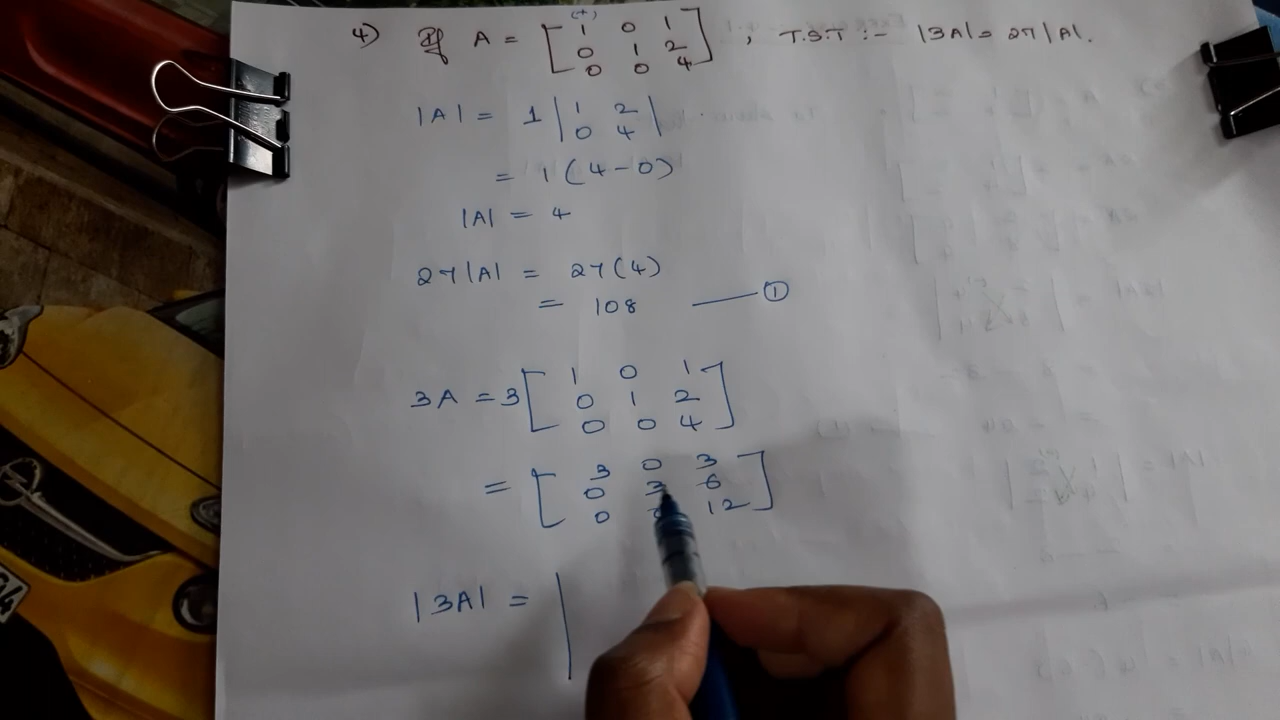 4) If A = [ 1 0 1 ] , T.S.T :- |3A| = 27|A|.
(+)
0 1 2
0 0 4
|A| = 1 | 1 2 |
0 4
= 1 (4-0)
|A| = 4
27|A| = 27(4)
= 108 —— ①
3A = 3 [ 1 0 1 ]
0 1 2
0 0 4
= [ 3 0 3 ]
0 3 6
0 12
|3A| = |